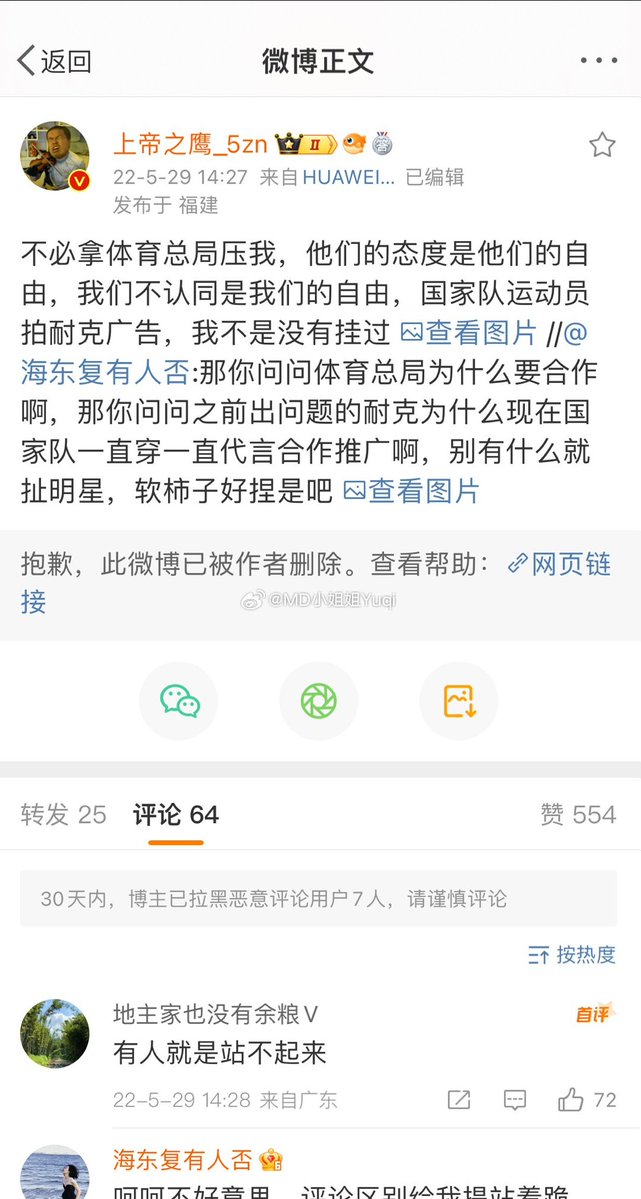 返回
微博正文
上帝之鹰_5zn
II
22-5-29 14:27 来自 HUAWEI... 已编辑
发布于 福建
不必拿体育总局压我，他们的态度是他们的自
由，我们不认同是我们的自由，国家队运动员
拍耐克广告，我不是没有挂过 查看图片 //@
海东复有人否:那你问问体育总局为什么要合作
啊，那你问问之前出问题的耐克为什么现在国
家队一直穿一直代言合作推广啊，别有什么就
扯明星，软柿子好捏是吧 查看图片
抱歉，此微博已被作者删除。查看帮助： 网页链
接
@MD小姐姐Yuqi
转发 25 评论 64 赞 554
30天内，博主已拉黑恶意评论用户7人，请谨慎评论
按热度
地主家也没有余粮V
首评
有人就是站不起来
22-5-29 14:28 来自广东
72
海东复有人否
呵呵不好意思，评论区别给我提站着跪